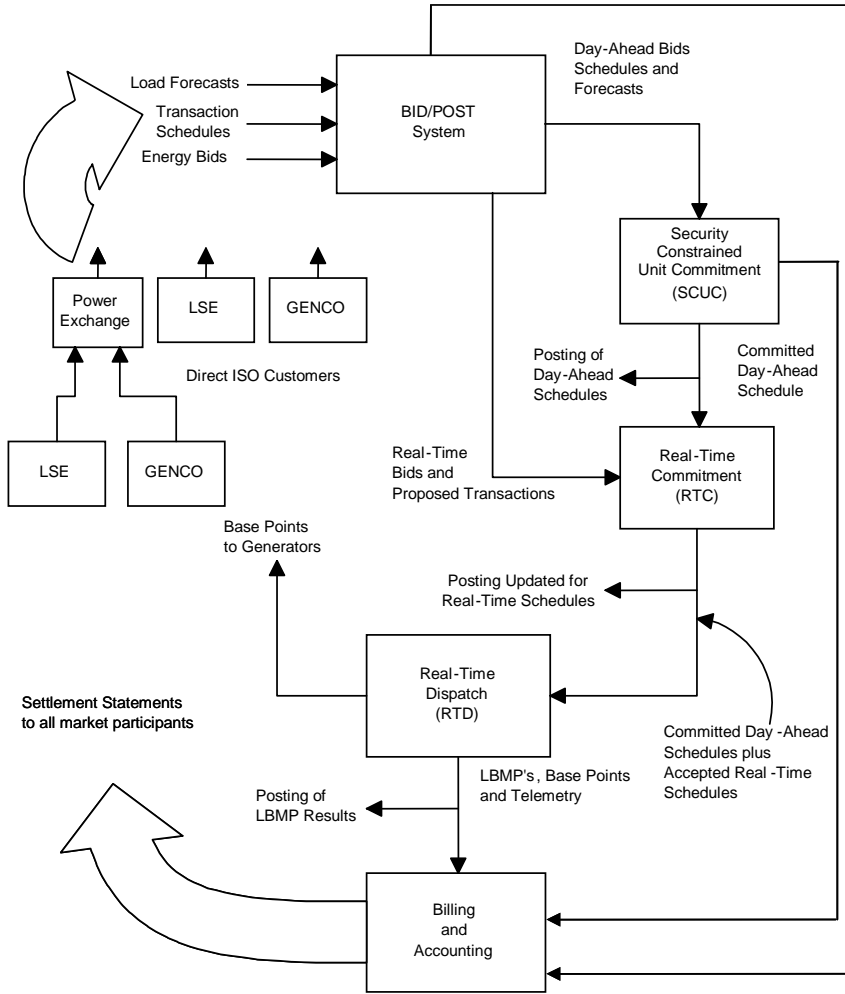 Day-Ahead Bids
Schedules and
Forecasts
Load Forecasts
Transaction
Schedules
Energy Bids
BID/POST
System
Security
Constrained
Unit Commitment
(SCUC)
Power
Exchange
LSE
GENCO
Direct ISO Customers
Posting of
Day-Ahead
Schedules
Committed
Day-Ahead
Schedule
LSE
GENCO
Real-Time
Bids and
Proposed Transactions
Real-Time
Commitment
(RTC)
Base Points
to Generators
Posting Updated for
Real-Time Schedules
Real-Time
Dispatch
(RTD)
Settlement Statements
to all market participants
Committed Day -Ahead
Schedules plus
Accepted Real -Time
Schedules
LBMP's, Base Points
and Telemetry
Posting of
LBMP Results
Billing
and
Accounting